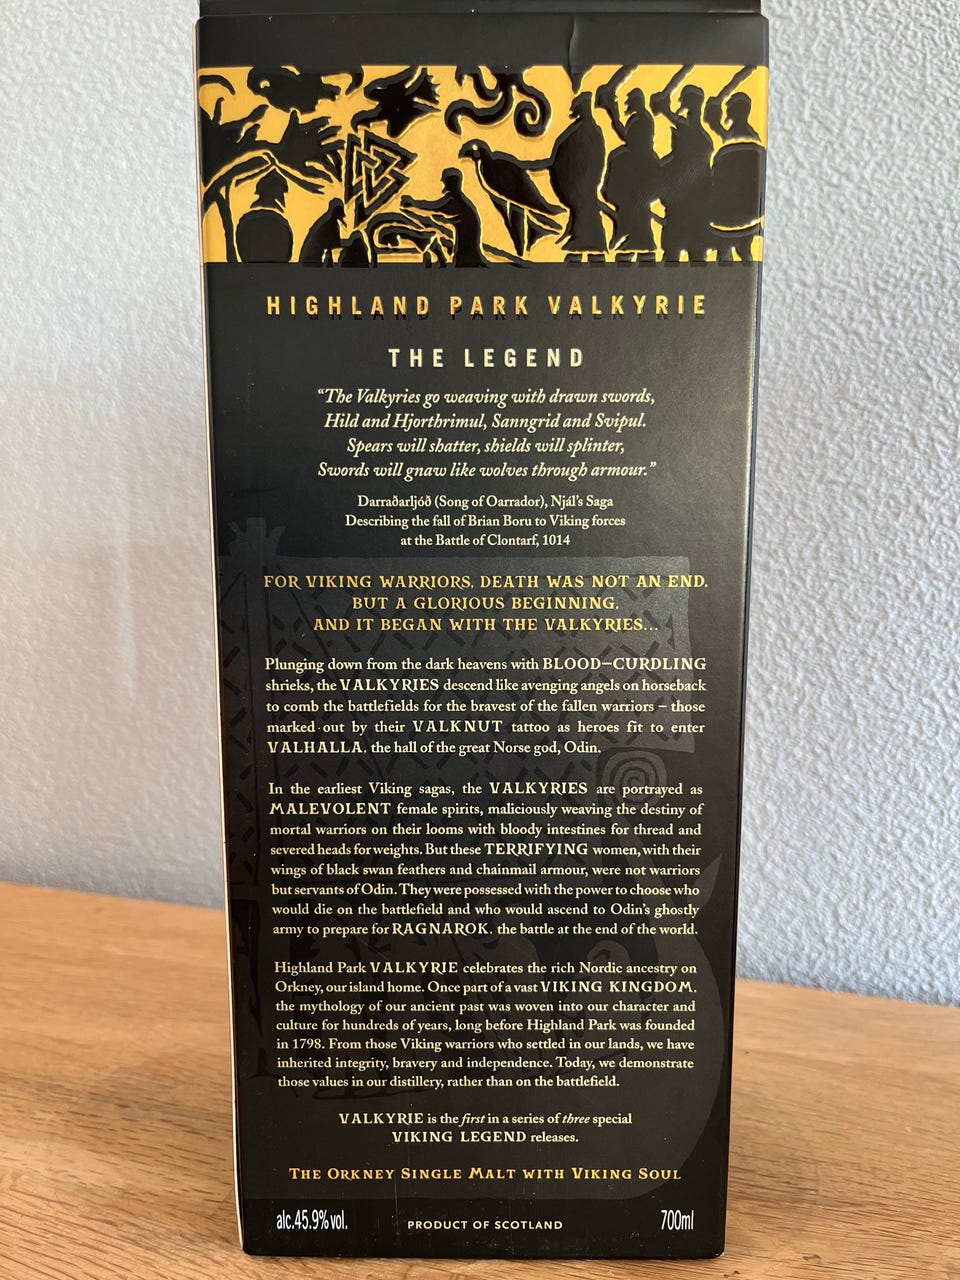 HIGHLAND PARK VALKYRIE
THE LEGEND
“The Valkyries go weaving with drawn swords,
Hild and Hjorthrimul, Sanngrid and Svipul.
Spears will shatter, shields will splinter,
Swords will gnaw like wolves through armour.”
Darraðarljóð (Song of Oarrador), Njál's Saga
Describing the fall of Brian Boru to Viking forces
at the Battle of Clontarf, 1014
FOR VIKING WARRIORS, DEATH WAS NOT AN END,
BUT A GLORIOUS BEGINNING,
AND IT BEGAN WITH THE VALKYRIES...
Plunging down from the dark heavens with BLOOD–CURDLING
shrieks, the VALKYRIES descend like avenging angels on horseback
to comb the battlefields for the bravest of the fallen warriors – those
marked out by their VALKNUT tattoo as heroes fit to enter
VALHALLA, the hall of the great Norse god, Odin.
In the earliest Viking sagas, the VALKYRIES are portrayed as
MALEVOLENT female spirits, maliciously weaving the destiny of
mortal warriors on their looms with bloody intestines for thread and
severed heads for weights. But these TERRIFYING women, with their
wings of black swan feathers and chainmail armour, were not warriors
but servants of Odin. They were possessed with the power to choose who
would die on the battlefield and who would ascend to Odin's ghostly
army to prepare for RAGNAROK, the battle at the end of the world.
Highland Park VALKYRIE celebrates the rich Nordic ancestry on
Orkney, our island home. Once part of a vast VIKING KINGDOM,
the mythology of our ancient past was woven into our character and
culture for hundreds of years, long before Highland Park was founded
in 1798. From those Viking warriors who settled in our lands, we have
inherited integrity, bravery and independence. Today, we demonstrate
those values in our distillery, rather than on the battlefield.
VALKYRIE is the first in a series of three special
VIKING LEGEND releases.
THE ORKNEY SINGLE MALT WITH VIKING SOUL
alc.45.9%vol. PRODUCT OF SCOTLAND 700ml